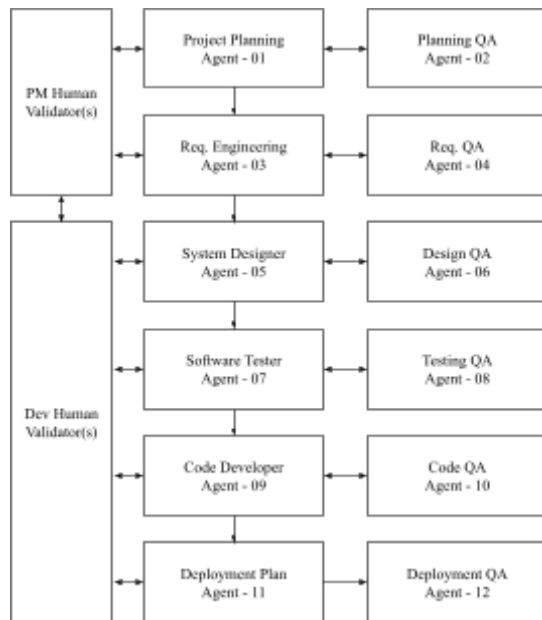 Project Planning
Agent - 01
Planning QA
Agent - 02
PM Human
Validator(s)
Req. Engineering
Agent - 03
Req. QA
Agent - 04
System Designer
Agent - 05
Design QA
Agent - 06
Software Tester
Agent - 07
Testing QA
Agent - 08
Dev Human
Validator(s)
Code Developer
Agent - 09
Code QA
Agent - 10
Deployment Plan
Agent - 11
Deployment QA
Agent - 12